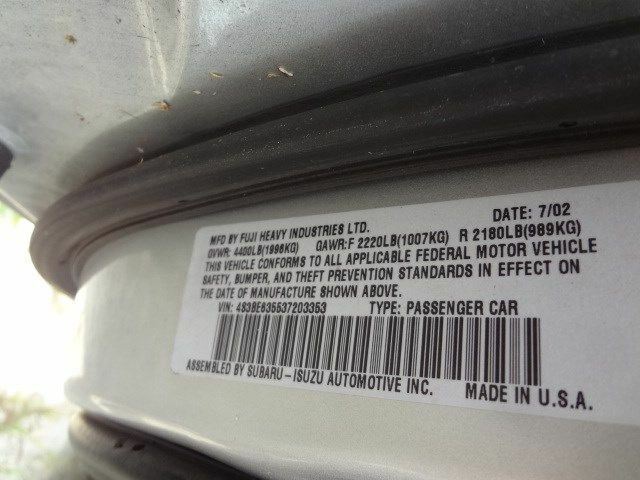 DATE: 7/02
MFD BY FUJI HEAVY INDUSTRIES LTD.
GVWR: 4400LB(1996KG) GAWR:F 2220LB(1007KG) R 2180LB(989KG)
THIS VEHICLE CONFORMS TO ALL APPLICABLE FEDERAL MOTOR VEHICLE
SAFETY, BUMPER, AND THEFT PREVENTION STANDARDS IN EFFECT ON
THE DATE OF MANUFACTURE SHOWN ABOVE.
VIN: 4S3BE635537203353 TYPE: PASSENGER CAR
ASSEMBLED BY SUBARU-ISUZU AUTOMOTIVE INC. MADE IN U.S.A.